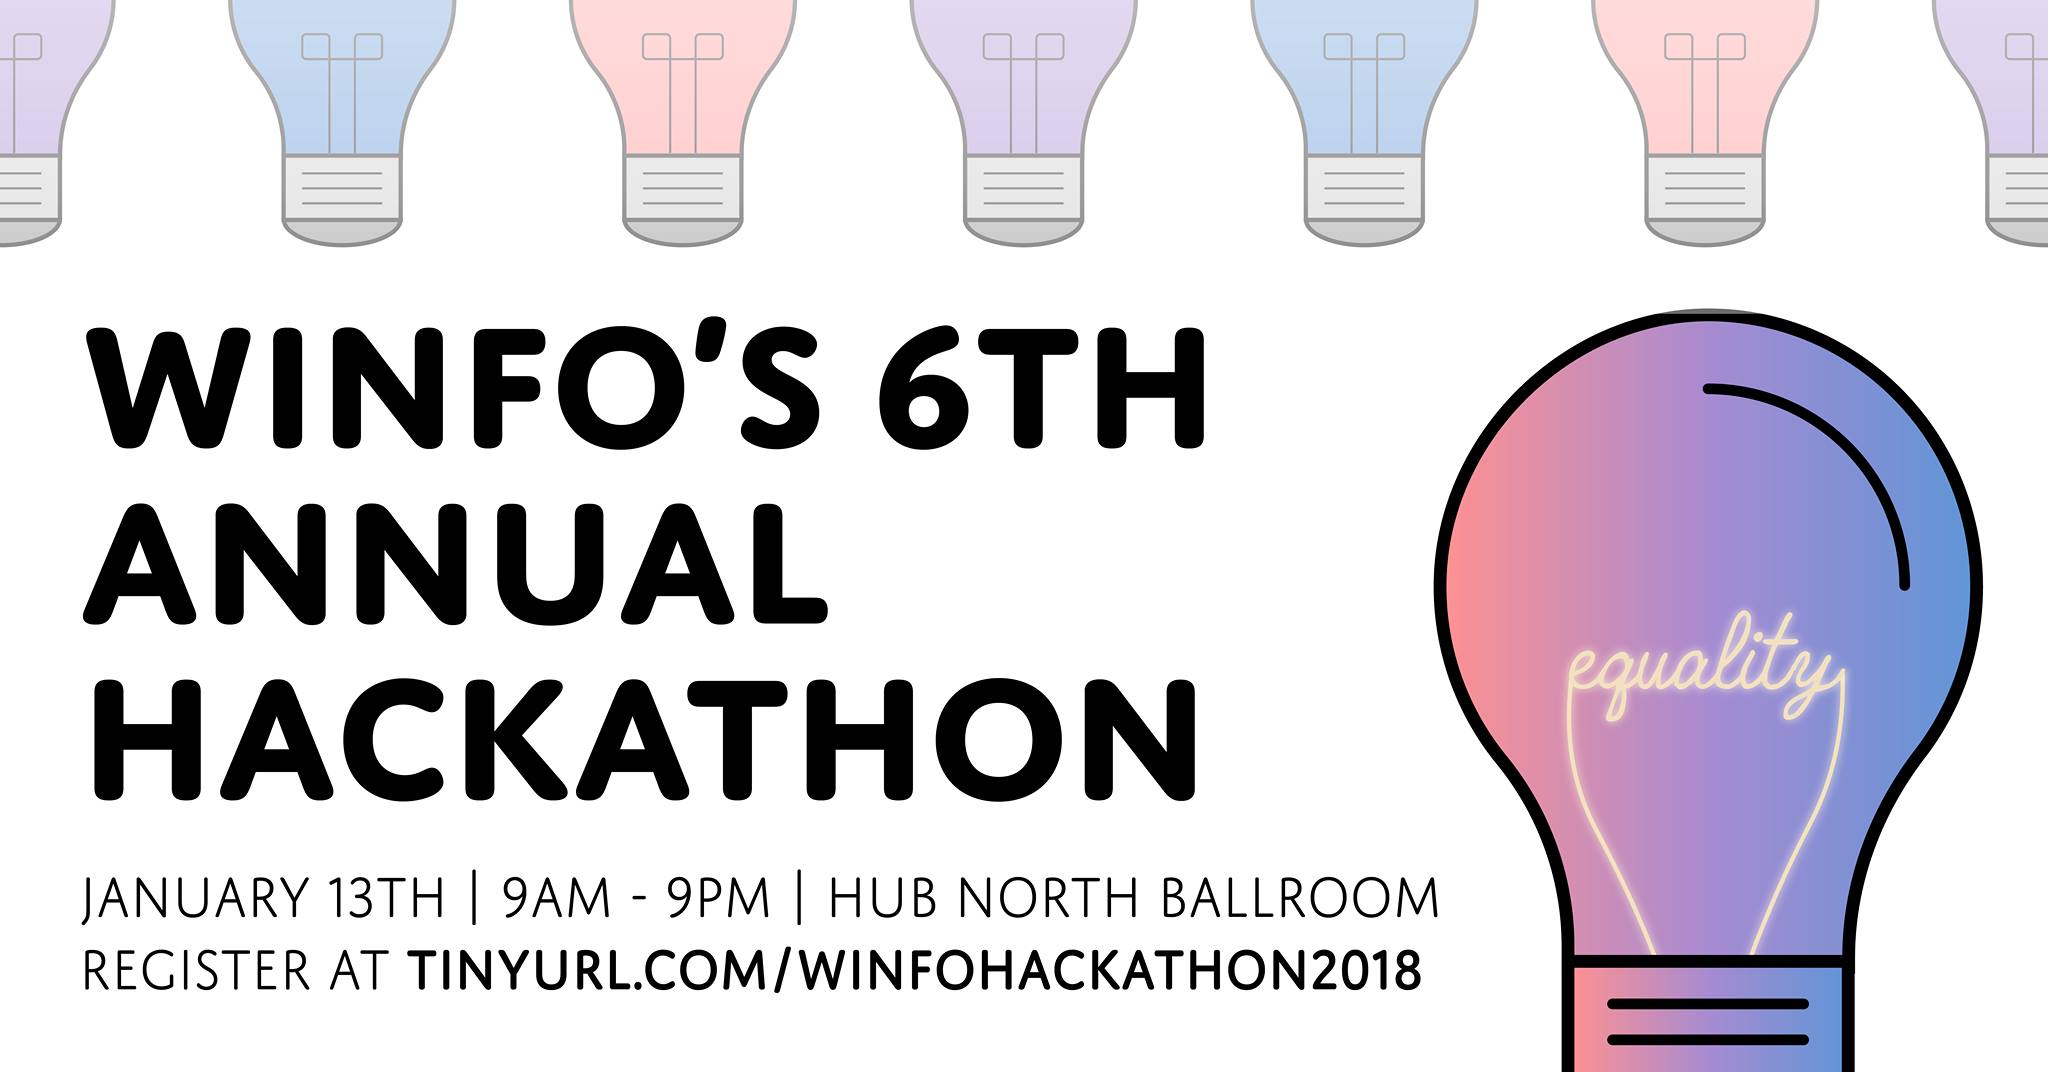 WINFO'S 6TH
ANNUAL
HACKATHON
equality
JANUARY 13TH | 9AM - 9PM | HUB NORTH BALLROOM
REGISTER AT TINYURL.COM/WINFOHACKATHON2018